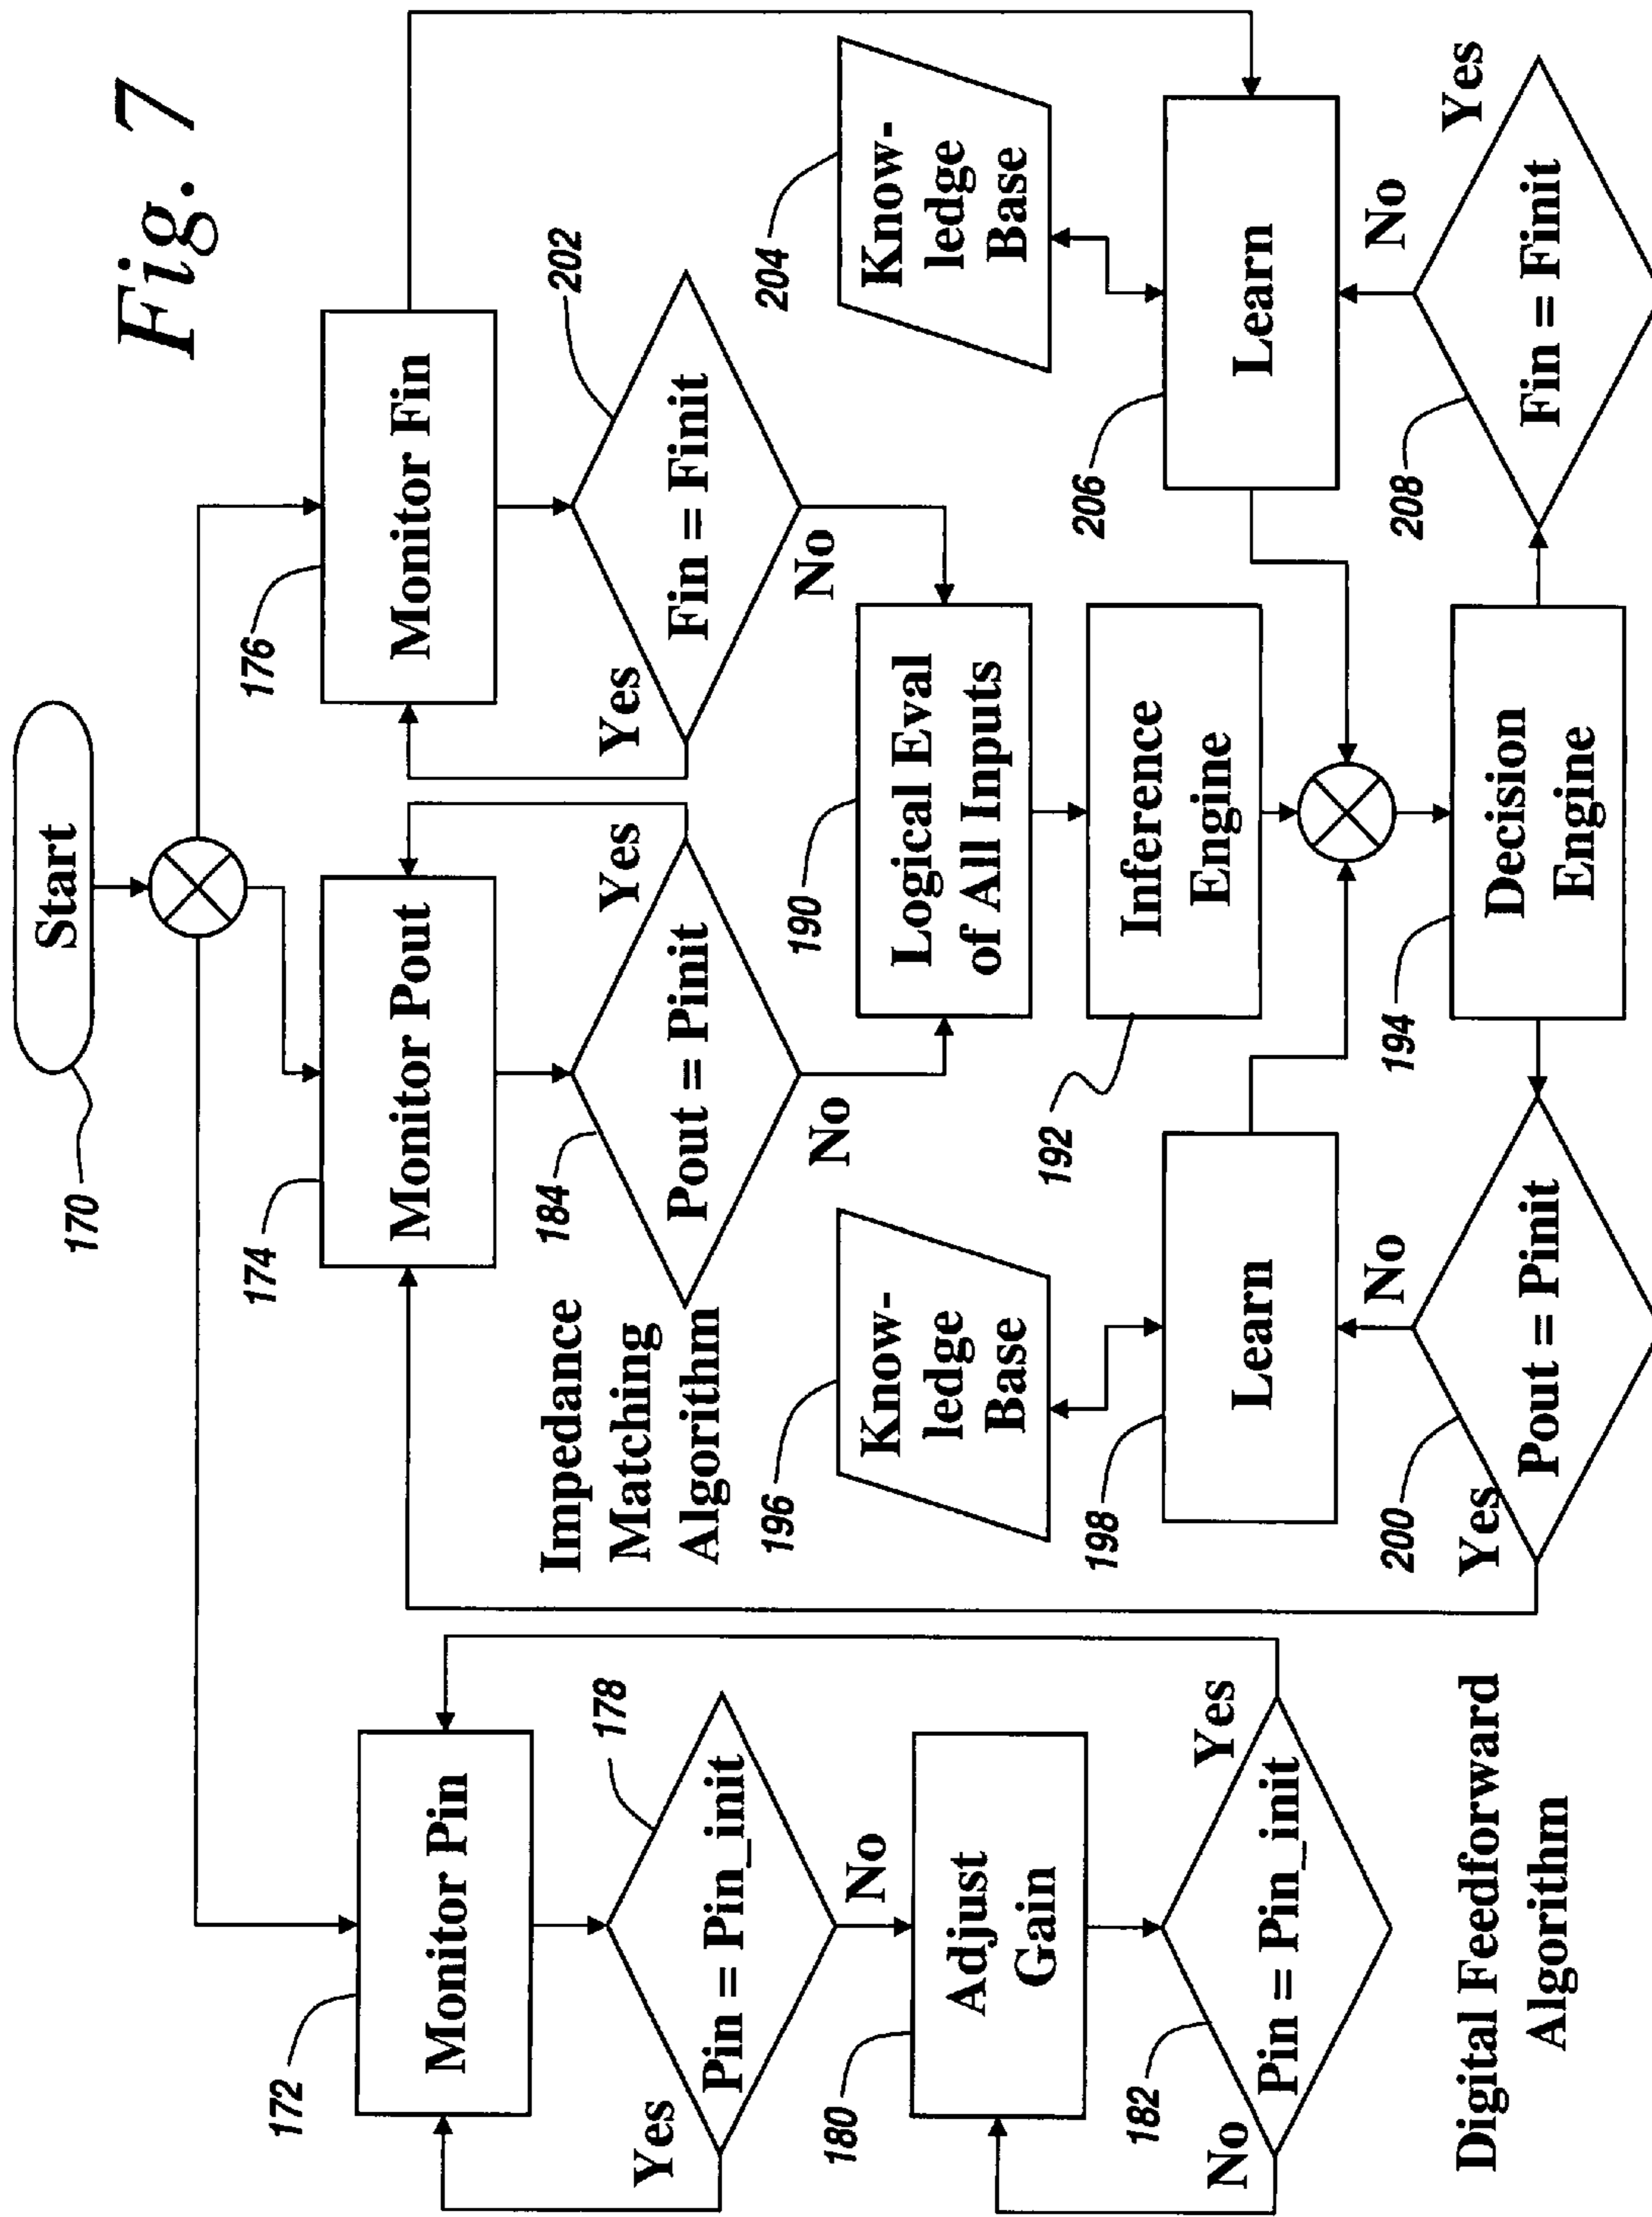 Fig. 7
Start
170
172
Monitor Pin
174
Monitor Pout
176
Monitor Fin
178
Pin = Pin_init
Yes
No
180
Adjust
Gain
182
Pin = Pin_init
No
Yes
Digital Feedforward
Algorithm
184
Pout = Pinit
Yes
No
Impedance
Matching
Algorithm
202
Fin = Finit
Yes
No
190
Logical Eval
of All Inputs
192
Inference
Engine
194
Decision
Engine
196
Know-
ledge
Base
198
Learn
200
Pout = Pinit
Yes
No
204
Know-
ledge
Base
206
Learn
208
Fin = Finit
No
Yes